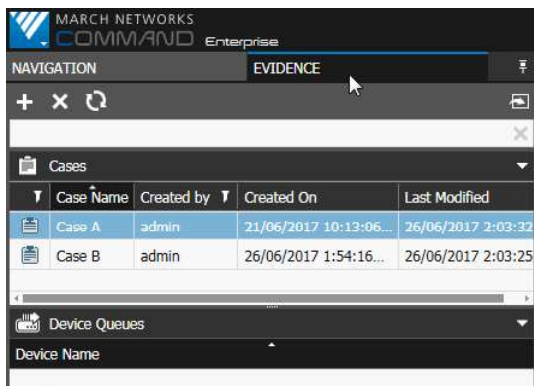 MARCH NETWORKS
COMMAND Enterprise
NAVIGATION EVIDENCE
Cases
Case Name Created by Created On Last Modified
Case A admin 21/06/2017 10:13:06... 26/06/2017 2:03:32
Case B admin 26/06/2017 1:54:16... 26/06/2017 2:03:25
Device Queues
Device Name